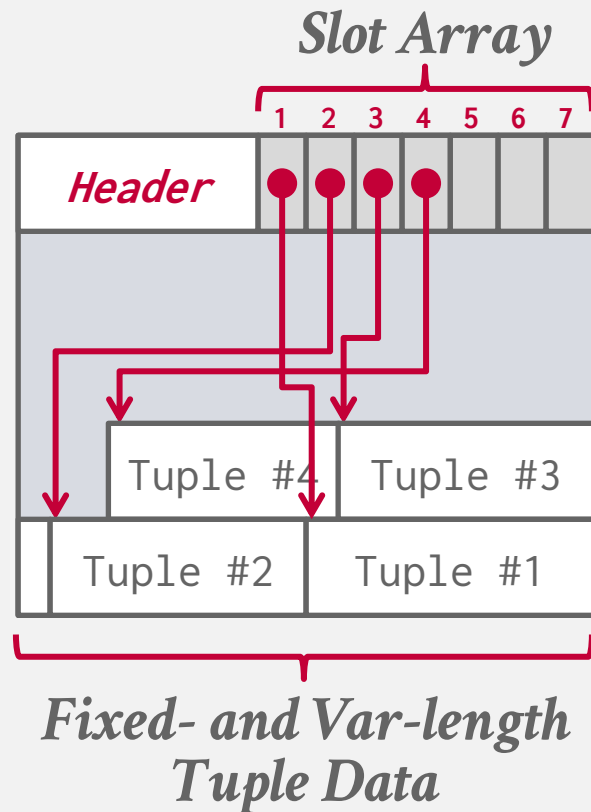 Slot Array
1 2 3 4 5 6 7
Header
Tuple #4 Tuple #3
Tuple #2 Tuple #1
Fixed- and Var-length
Tuple Data